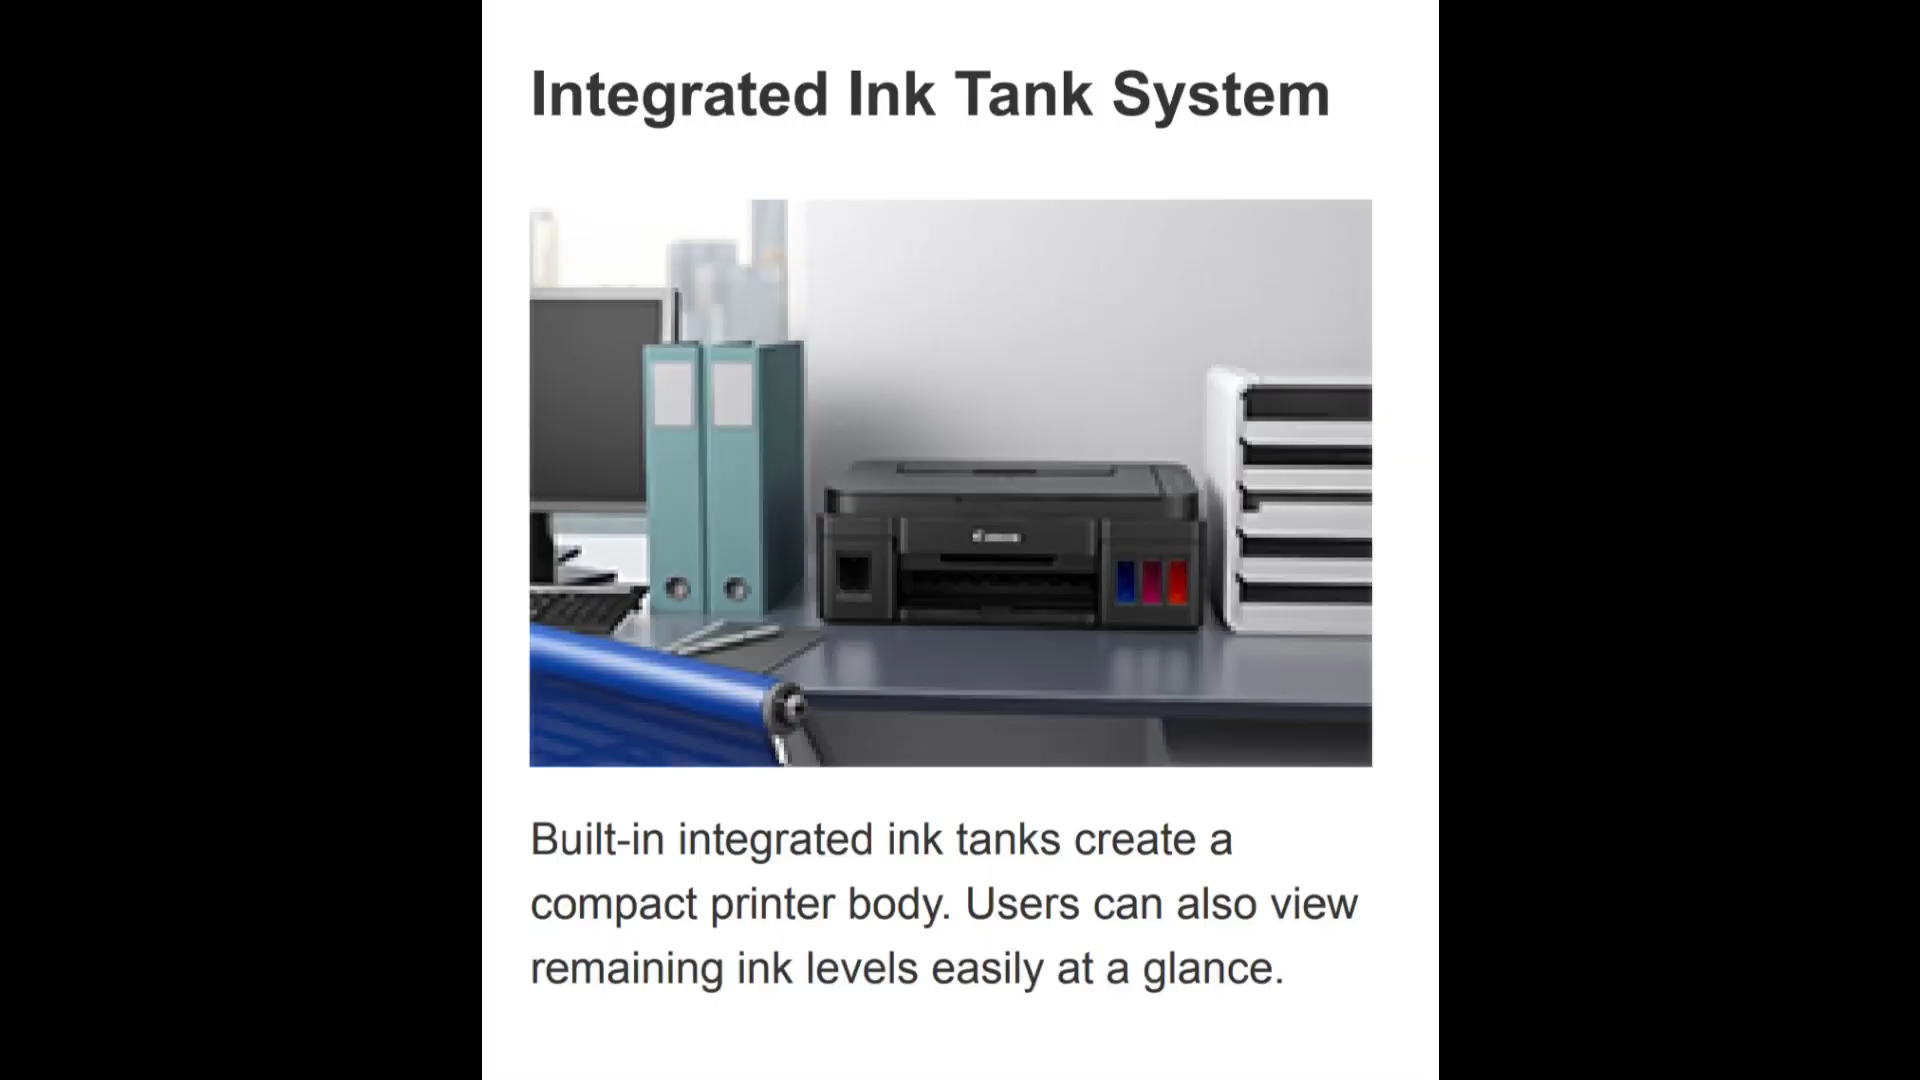 Integrated Ink Tank System
Canon
Built-in integrated ink tanks create a
compact printer body. Users can also view
remaining ink levels easily at a glance.